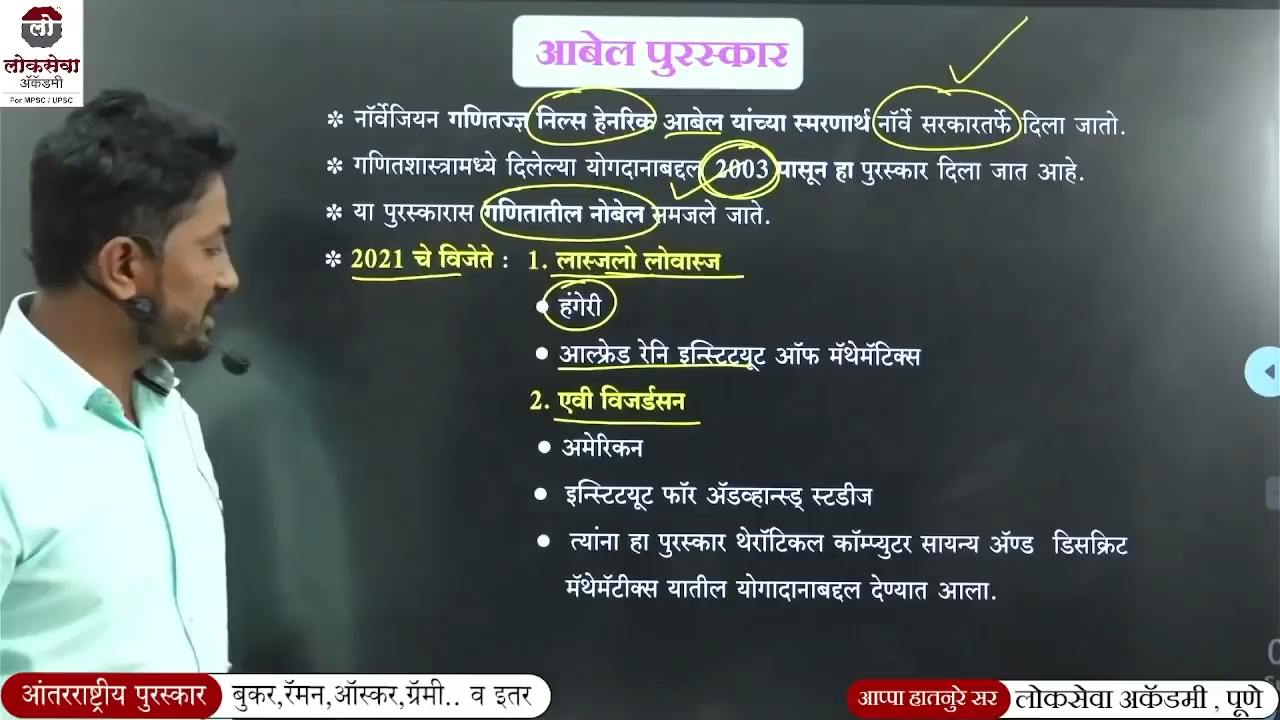 लो
लोकसेवा
अ‍ॅकॅडमी
For MPSC / UPSC
आबेल पुरस्कार
* नॉर्वेजियन गणितज्ज्ञ निल्स हेनरिक आबेल यांच्या स्मरणार्थ नॉर्वे सरकारतर्फे दिला जातो.
* गणितशास्त्रामध्ये दिलेल्या योगदानाबद्दल 2003 पासून हा पुरस्कार दिला जात आहे.
* या पुरस्कारास गणितातील नोबेल समजले जाते.
* 2021 चे विजेते : 1. लास्जलो लोवास्ज
• हंगेरी
• आल्फ्रेड रेनि इन्स्टिटयूट ऑफ मॅथेमॅटिक्स
2. एवी विजर्डसन
• अमेरिकन
• इन्स्टिटयूट फॉर अ‍ॅडव्हान्स्ड् स्टडीज
• त्यांना हा पुरस्कार थेरॉटिकल कॉम्प्युटर सायन्य अ‍ॅण्ड डिसक्रिट
मॅथेमॅटीक्स यातील योगादानाबद्दल देण्यात आला.
आंतरराष्ट्रीय पुरस्कार बुकर,रॅमन,ऑस्कर,ग्रॅमी.. व इतर
आप्पा हातनुरे सर लोकसेवा अकॅडमी , पूणे